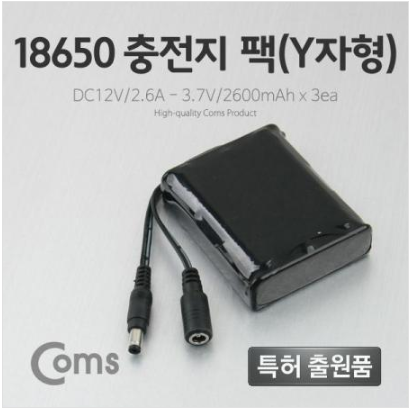 18650 충전지 팩(Y자형)
DC12V/2.6A - 3.7V/2600mAh x 3ea
High-quality Coms Product
Coms
특허 출원품